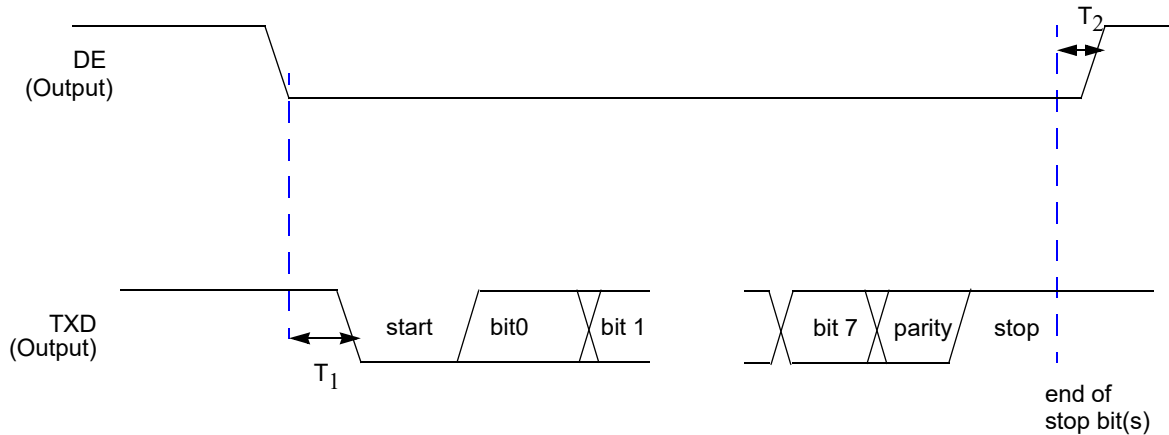 T2
DE
(Output)
TXD
(Output)
start
bit0
bit 1
bit 7
parity
stop
T1
end of
stop bit(s)